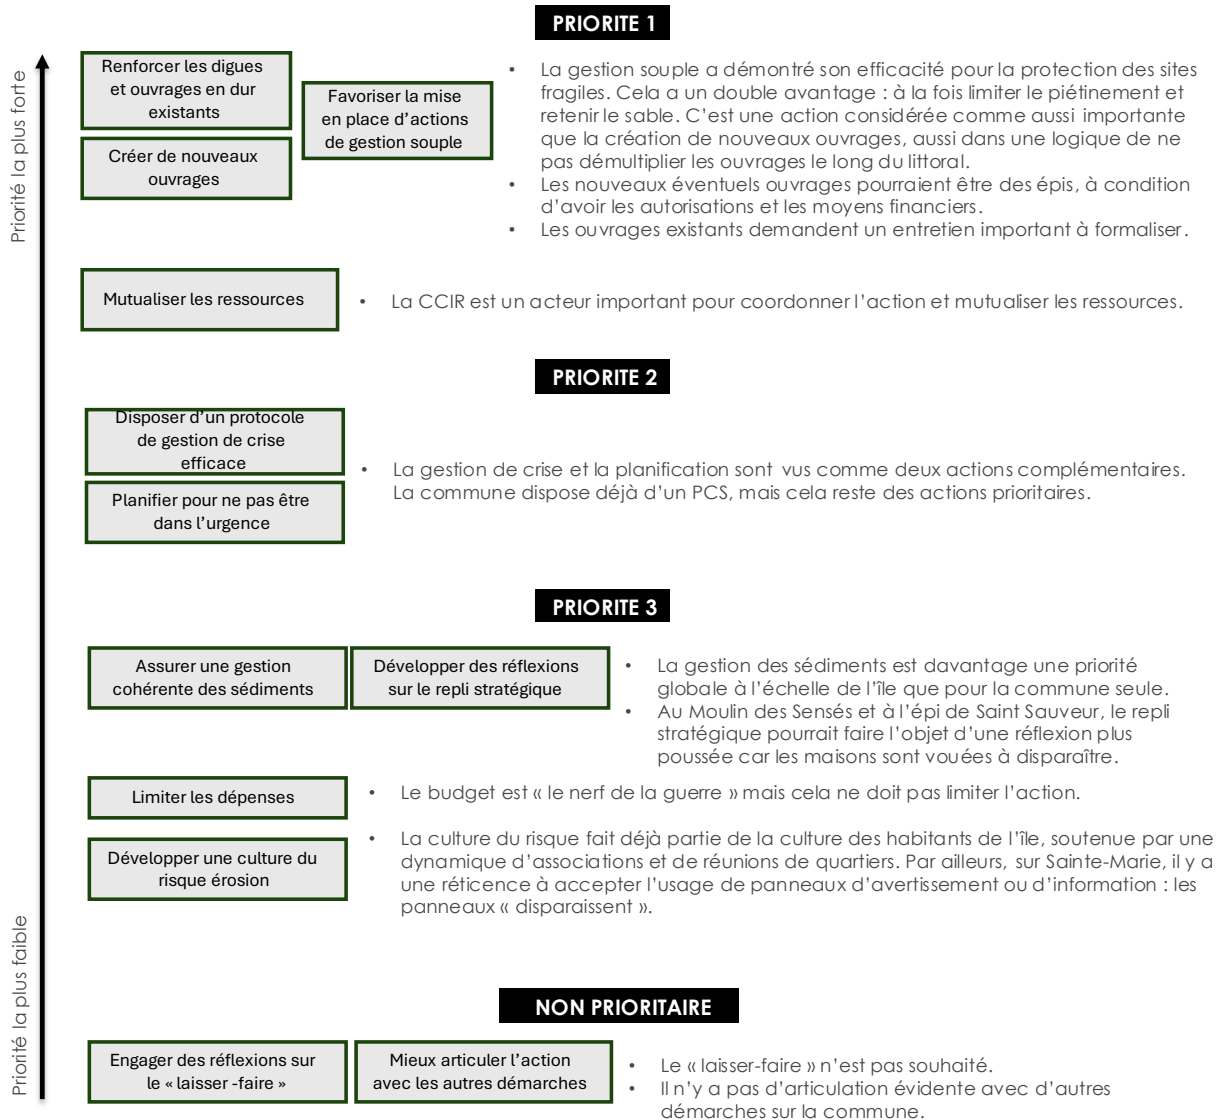 PRIORITE 1
Priorité la plus forte
Renforcer les digues
et ouvrages en dur
existants
Favoriser la mise
en place d’actions
de gestion souple
Créer de nouveaux
ouvrages
• La gestion souple a démontré son efficacité pour la protection des sites
fragiles. Cela a un double avantage : à la fois limiter le piétinement et
retenir le sable. C’est une action considérée comme aussi importante
que la création de nouveaux ouvrages, aussi dans une logique de ne
pas démultiplier les ouvrages le long du littoral.
• Les nouveaux éventuels ouvrages pourraient être des épis, à condition
d’avoir les autorisations et les moyens financiers.
• Les ouvrages existants demandent un entretien important à formaliser.
Mutualiser les ressources
• La CCIR est un acteur important pour coordonner l’action et mutualiser les ressources.
PRIORITE 2
Disposer d’un protocole
de gestion de crise
efficace
Planifier pour ne pas être
dans l’urgence
• La gestion de crise et la planification sont vus comme deux actions complémentaires.
La commune dispose déjà d’un PCS, mais cela reste des actions prioritaires.
PRIORITE 3
Assurer une gestion
cohérente des sédiments
Développer des réflexions
sur le repli stratégique
• La gestion des sédiments est davantage une priorité
globale à l’échelle de l’île que pour la commune seule.
• Au Moulin des Sensés et à l’épi de Saint Sauveur, le repli
stratégique pourrait faire l’objet d’une réflexion plus
poussée car les maisons sont vouées à disparaître.
Limiter les dépenses
• Le budget est « le nerf de la guerre » mais cela ne doit pas limiter l’action.
Développer une culture du
risque érosion
• La culture du risque fait déjà partie de la culture des habitants de l’île, soutenue par une
dynamique d’associations et de réunions de quartiers. Par ailleurs, sur Sainte-Marie, il y a
une réticence à accepter l’usage de panneaux d’avertissement ou d’information : les
panneaux « disparaissent ».
Priorité la plus faible
NON PRIORITAIRE
Engager des réflexions sur
le « laisser -faire »
Mieux articuler l’action
avec les autres démarches
• Le « laisser-faire » n’est pas souhaité.
• Il n’y a pas d’articulation évidente avec d’autres
démarches sur la commune.